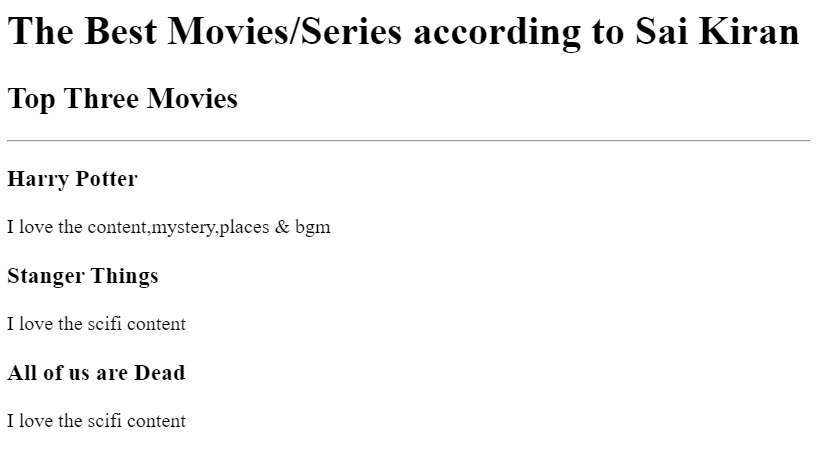 The Best Movies/Series according to Sai Kiran
Top Three Movies
Harry Potter
I love the content,mystery,places & bgm
Stanger Things
I love the scifi content
All of us are Dead
I love the scifi content